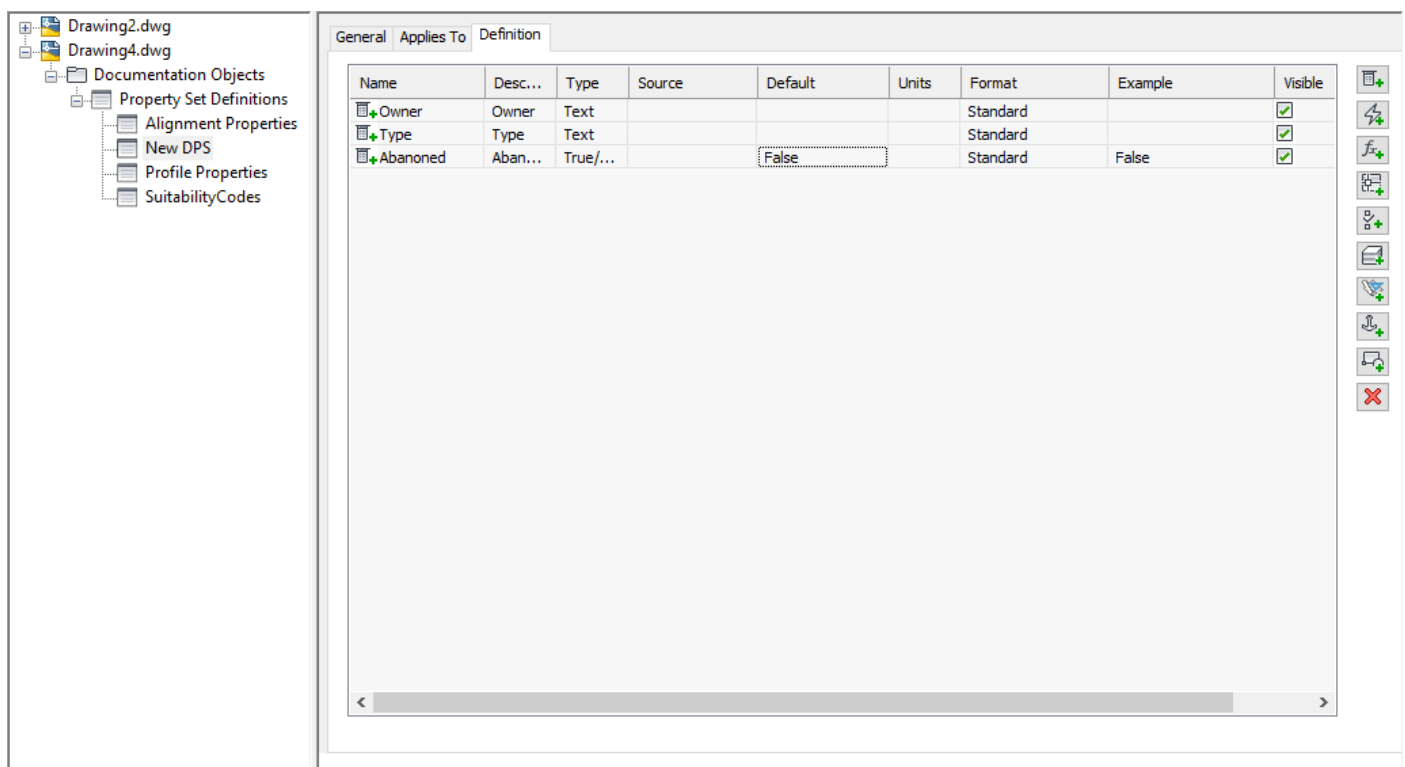 Drawing2.dwg
Drawing4.dwg
Documentation Objects
Property Set Definitions
Alignment Properties
New DPS
Profile Properties
SuitabilityCodes
General Applies To Definition
Name Desc... Type Source Default Units Format Example Visible
Owner Owner Text Standard
Type Type Text Standard
Abanoned Aban... True/... False Standard False